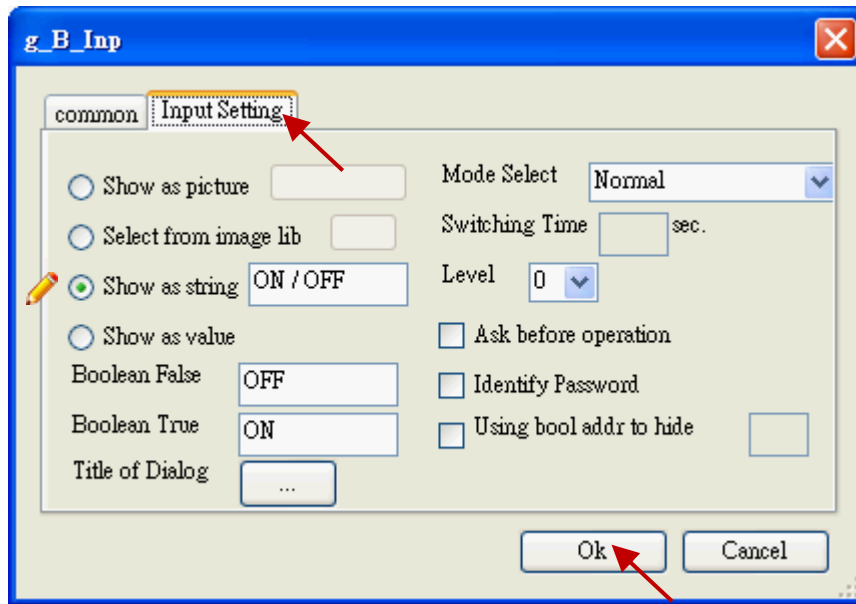 g_B_Inp
common
Input Setting
Show as picture
Select from image lib
Show as string ON / OFF
Show as value
Boolean False OFF
Boolean True ON
Title of Dialog ...
Mode Select Normal
Switching Time sec.
Level 0
Ask before operation
Identify Password
Using bool addr to hide
Ok
Cancel